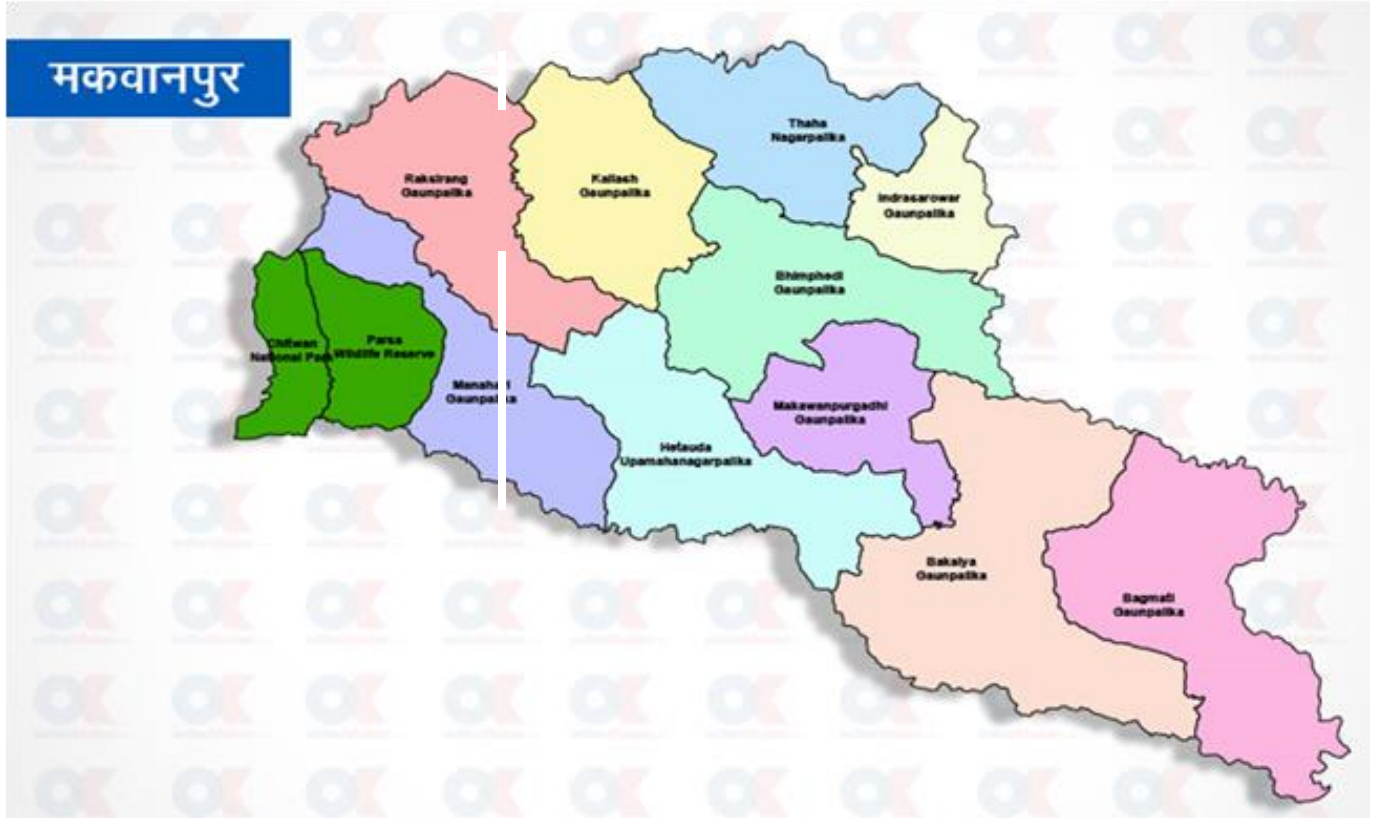 मकवानपुर
Thaha
Nagarpalika
Raksirang
Gaunpalika
Kailash
Gaunpalika
Indrasarowar
Gaunpalika
Bhimphedi
Gaunpalika
Chitwan
National Park
Parsa
Wildlife Reserve
Manahari
Gaunpalika
Makawanpurgadhi
Gaunpalika
Hetauda
Upamahanagarpalika
Bakaiya
Gaunpalika
Bagmati
Gaunpalika